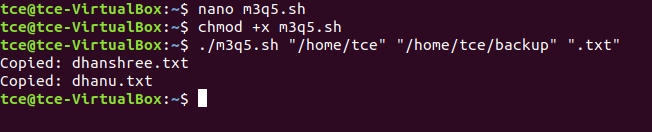 tce@tce-VirtualBox:~$ nano m3q5.sh
tce@tce-VirtualBox:~$ chmod +x m3q5.sh
tce@tce-VirtualBox:~$ ./m3q5.sh "/home/tce" "/home/tce/backup" ".txt"
Copied: dhanshree.txt
Copied: dhanu.txt
tce@tce-VirtualBox:~$